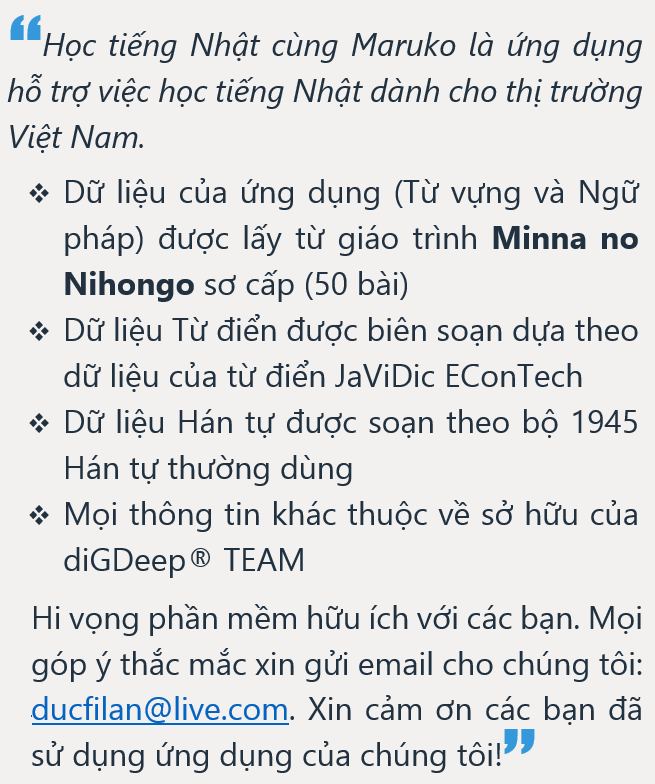 ❝Học tiếng Nhật cùng Maruko là ứng dụng
hỗ trợ việc học tiếng Nhật dành cho thị trường
Việt Nam.
❖ Dữ liệu của ứng dụng (Từ vựng và Ngữ
pháp) được lấy từ giáo trình Minna no
Nihongo sơ cấp (50 bài)
❖ Dữ liệu Từ điển được biên soạn dựa theo
dữ liệu của từ điển JaViDic EConTech
❖ Dữ liệu Hán tự được soạn theo bộ 1945
Hán tự thường dùng
❖ Mọi thông tin khác thuộc về sở hữu của
diGDeep® TEAM
Hi vọng phần mềm hữu ích với các bạn. Mọi
góp ý thắc mắc xin gửi email cho chúng tôi:
ducfilan@live.com. Xin cảm ơn các bạn đã
sử dụng ứng dụng của chúng tôi!❞